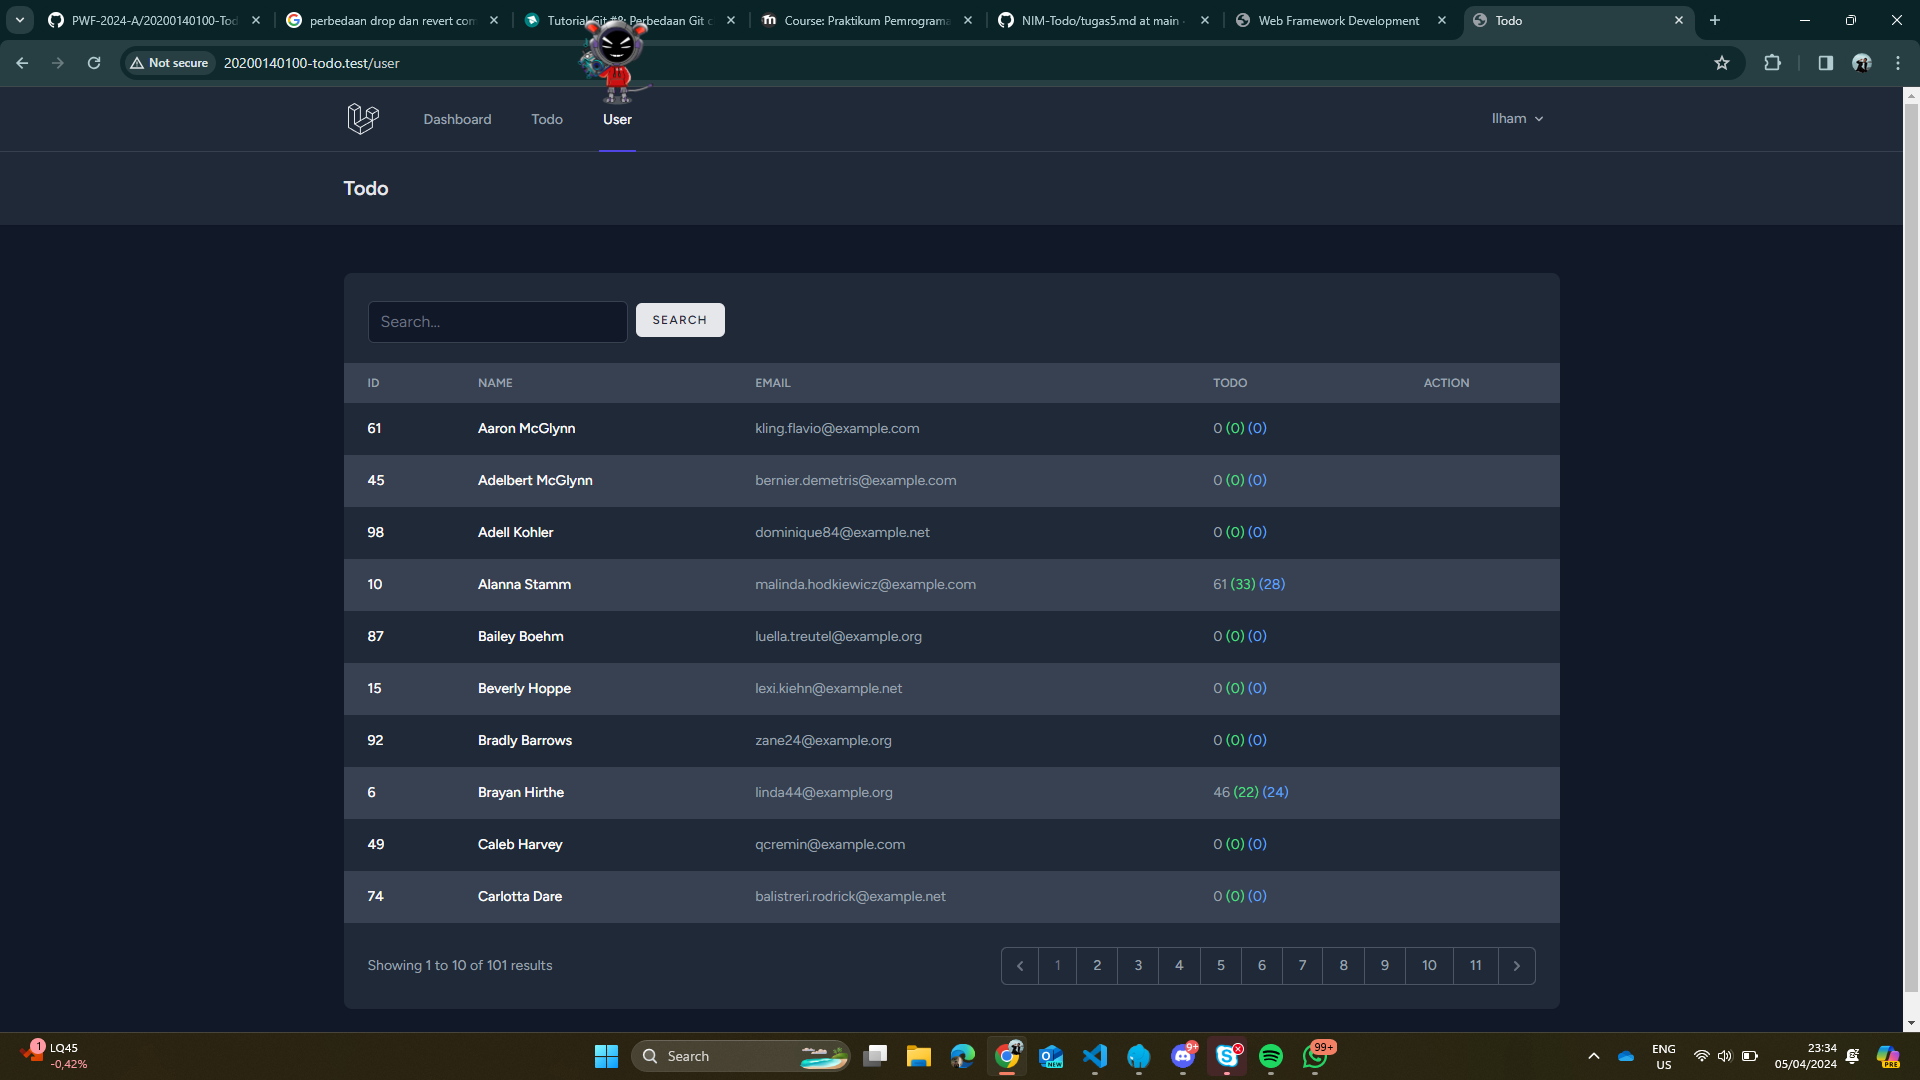 PWF-2024-A/20200140100-Tod
perbedaan drop dan revert com
Tutorial Git #8: Perbedaan Git c
Course: Praktikum Pemrograma
NIM-Todo/tugas5.md at main
Web Framework Development
Todo
Not secure
20200140100-todo.test/user
Dashboard
Todo
User
Ilham
Todo
Search...
SEARCH
ID NAME EMAIL TODO ACTION
61 Aaron McGlynn kling.flavio@example.com 0 (0) (0)
45 Adelbert McGlynn bernier.demetris@example.com 0 (0) (0)
98 Adell Kohler dominique84@example.net 0 (0) (0)
10 Alanna Stamm malinda.hodkiewicz@example.com 61 (33) (28)
87 Bailey Boehm luella.treutel@example.org 0 (0) (0)
15 Beverly Hoppe lexi.kiehn@example.net 0 (0) (0)
92 Bradly Barrows zane24@example.org 0 (0) (0)
6 Brayan Hirthe linda44@example.org 46 (22) (24)
49 Caleb Harvey qcremin@example.com 0 (0) (0)
74 Carlotta Dare balistreri.rodrick@example.net 0 (0) (0)
Showing 1 to 10 of 101 results
1 2 3 4 5 6 7 8 9 10 11
1
LQ45
-0,42%
Search
NEW
9+
99+
ENG
US
23:34
05/04/2024
PRE